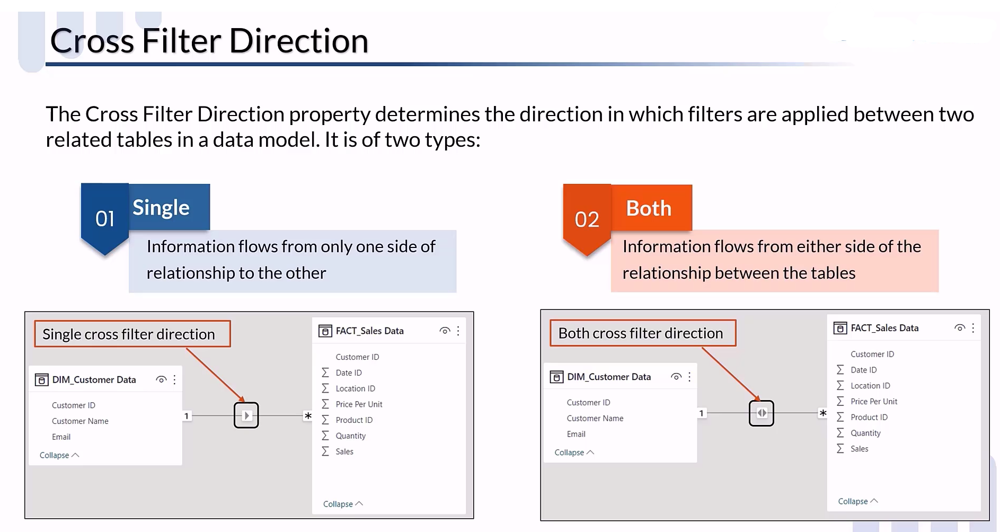 Cross Filter Direction
The Cross Filter Direction property determines the direction in which filters are applied between two
related tables in a data model. It is of two types:
01 Single
Information flows from only one side of
relationship to the other
02 Both
Information flows from either side of the
relationship between the tables
Single cross filter direction
DIM_Customer Data
Customer ID
Customer Name
Email
Collapse
1
*
FACT_Sales Data
Customer ID
Σ Date ID
Σ Location ID
Σ Price Per Unit
Σ Product ID
Σ Quantity
Σ Sales
Collapse
Both cross filter direction
DIM_Customer Data
Customer ID
Customer Name
Email
Collapse
1
*
FACT_Sales Data
Customer ID
Σ Date ID
Σ Location ID
Σ Price Per Unit
Σ Product ID
Σ Quantity
Σ Sales
Collapse